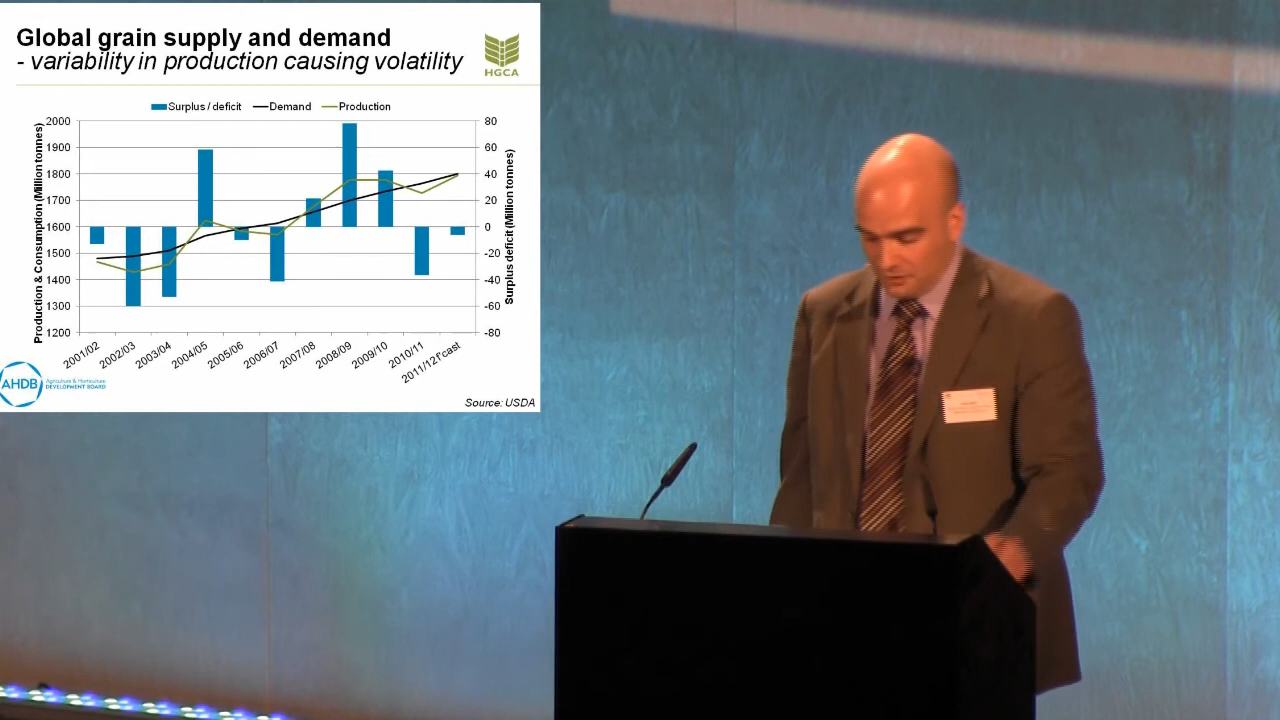 Global grain supply and demand
- variability in production causing volatility
HGCA
Surplus / deficit Demand Production
Production & Consumption (Million tonnes)
2000
1900
1800
1700
1600
1500
1400
1300
1200
80
60
40
20
0
-20
-40
-60
-80
Surplus deficit (Million tonnes)
2001/02 2002/03 2003/04 2004/05 2005/06 2006/07 2007/08 2008/09 2009/10 2010/11 2011/12f'cast
AHDB
Agriculture & Horticulture
DEVELOPMENT BOARD
Source: USDA